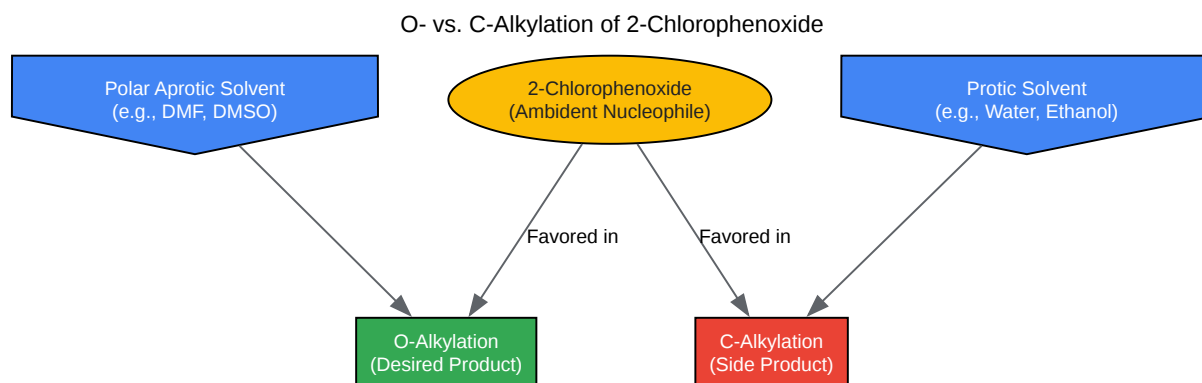 O- vs. C-Alkylation of 2-Chlorophenoxide
Polar Aprotic Solvent
(e.g., DMF, DMSO)
2-Chlorophenoxide
(Ambident Nucleophile)
Protic Solvent
(e.g., Water, Ethanol)
Favored in
Favored in
O-Alkylation
(Desired Product)
C-Alkylation
(Side Product)